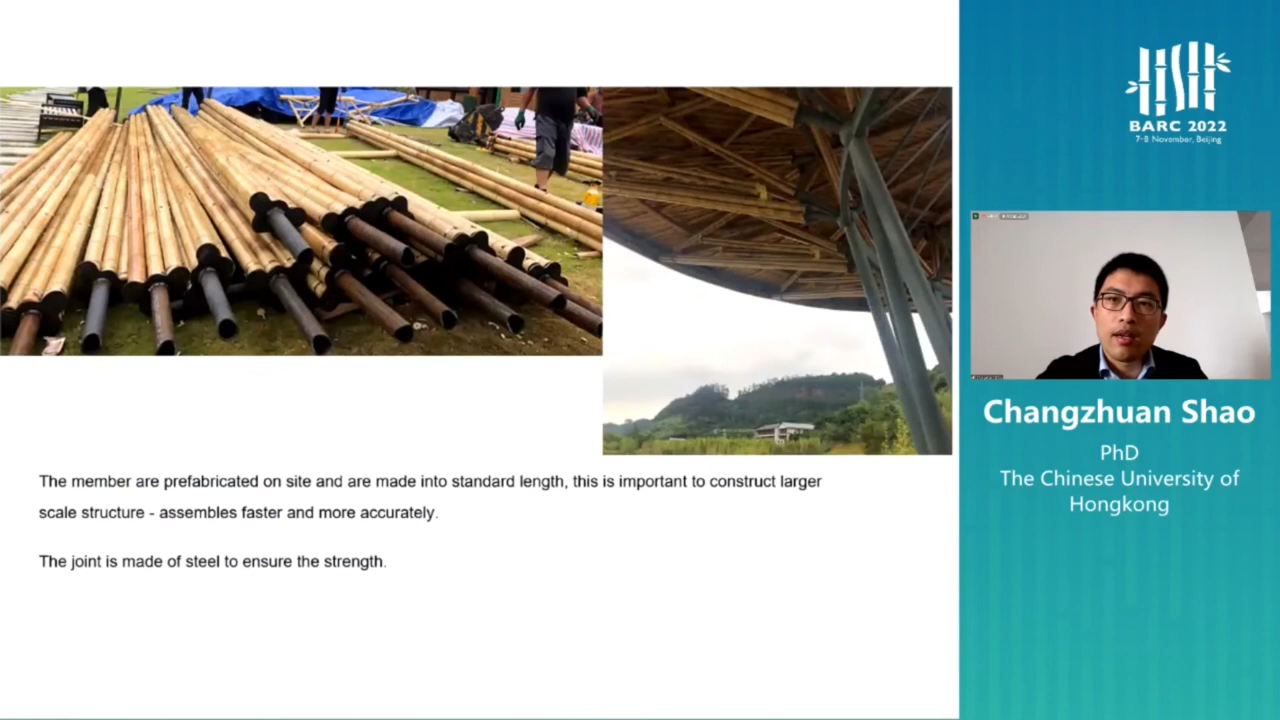 The member are prefabricated on site and are made into standard length, this is important to construct larger
scale structure - assembles faster and more accurately.
The joint is made of steel to ensure the strength.
BARC 2022
7-8 November, Beijing
Changzhuan Shao
PhD
The Chinese University of
Hongkong